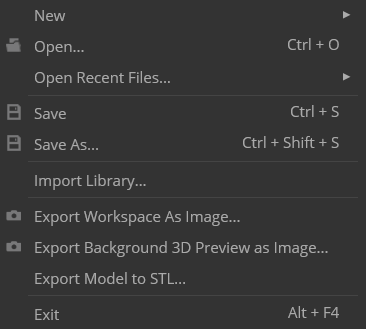 New
Open... Ctrl + O
Open Recent Files...
Save Ctrl + S
Save As... Ctrl + Shift + S
Import Library...
Export Workspace As Image...
Export Background 3D Preview as Image...
Export Model to STL...
Exit Alt + F4